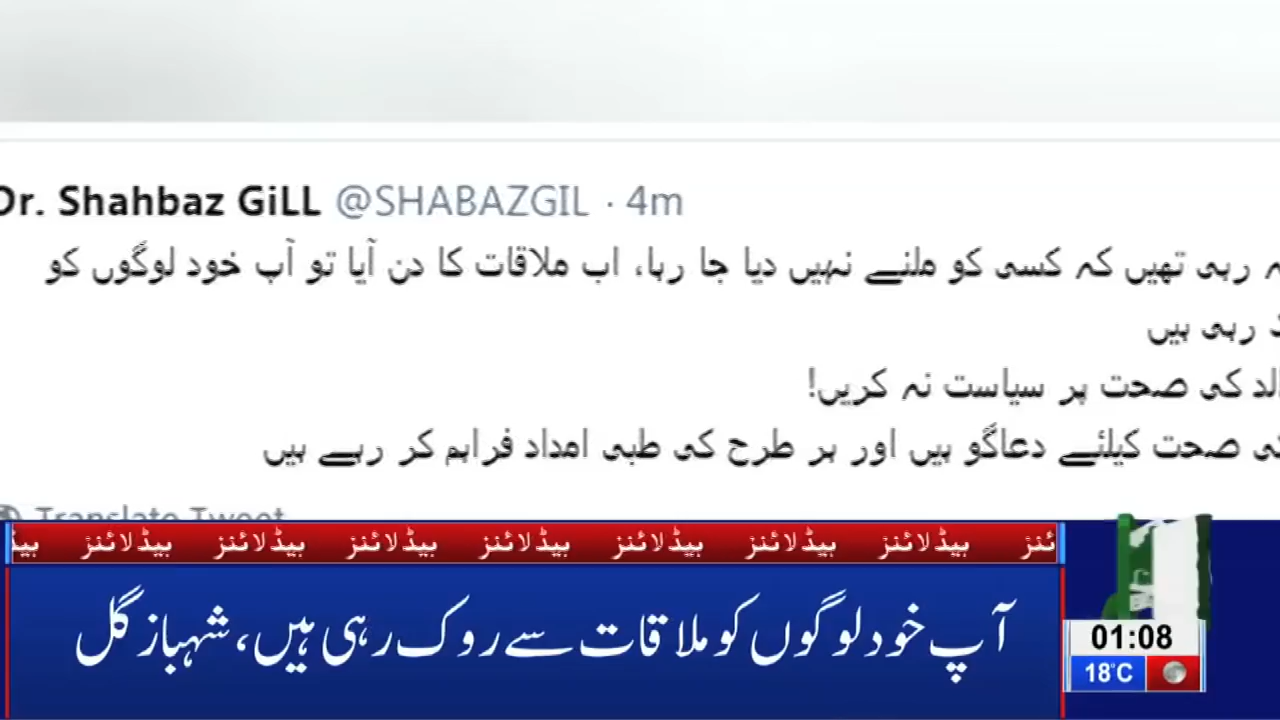 Dr. Shahbaz GiLL @SHABAZGIL · 4m
رہی تھیں کہ کسی کو ملنے نہیں دیا جا رہا، اب ملاقات کا دن آیا تو آپ خود لوگوں کو
رہی ہیں
کی صحت پر سیاست نہ کریں!
صحت کیلئے دعاگو ہیں اور ہر طرح کی طبی امداد فراہم کر رہے ہیں
Translate Tweet
ہیڈلائنز ہیڈلائنز ہیڈلائنز ہیڈلائنز ہیڈلائنز ہیڈلائنز ہیڈلائنز
آپ خود لوگوں کو ملاقات سے روک رہی ہیں، شہباز گل
01:08
18°C